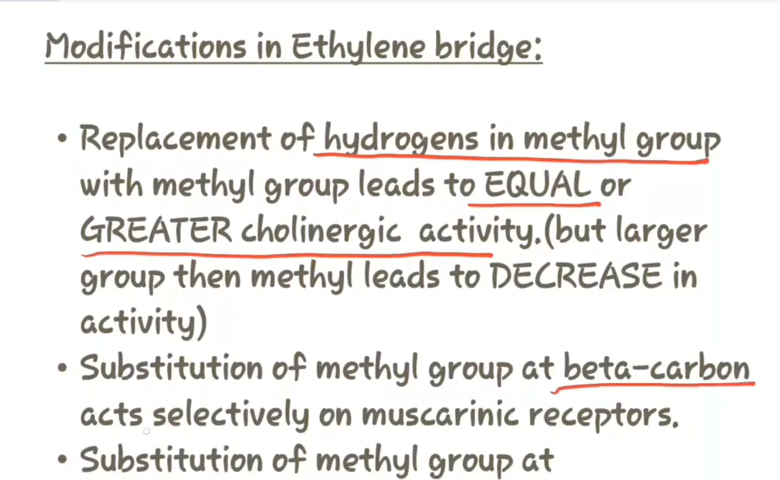 Modifications in Ethylene bridge:
• Replacement of hydrogens in methyl group
with methyl group leads to EQUAL or
GREATER cholinergic activity.(but larger
group then methyl leads to DECREASE in
activity)
• Substitution of methyl group at beta-carbon
acts selectively on muscarinic receptors.
• Substitution of methyl group at